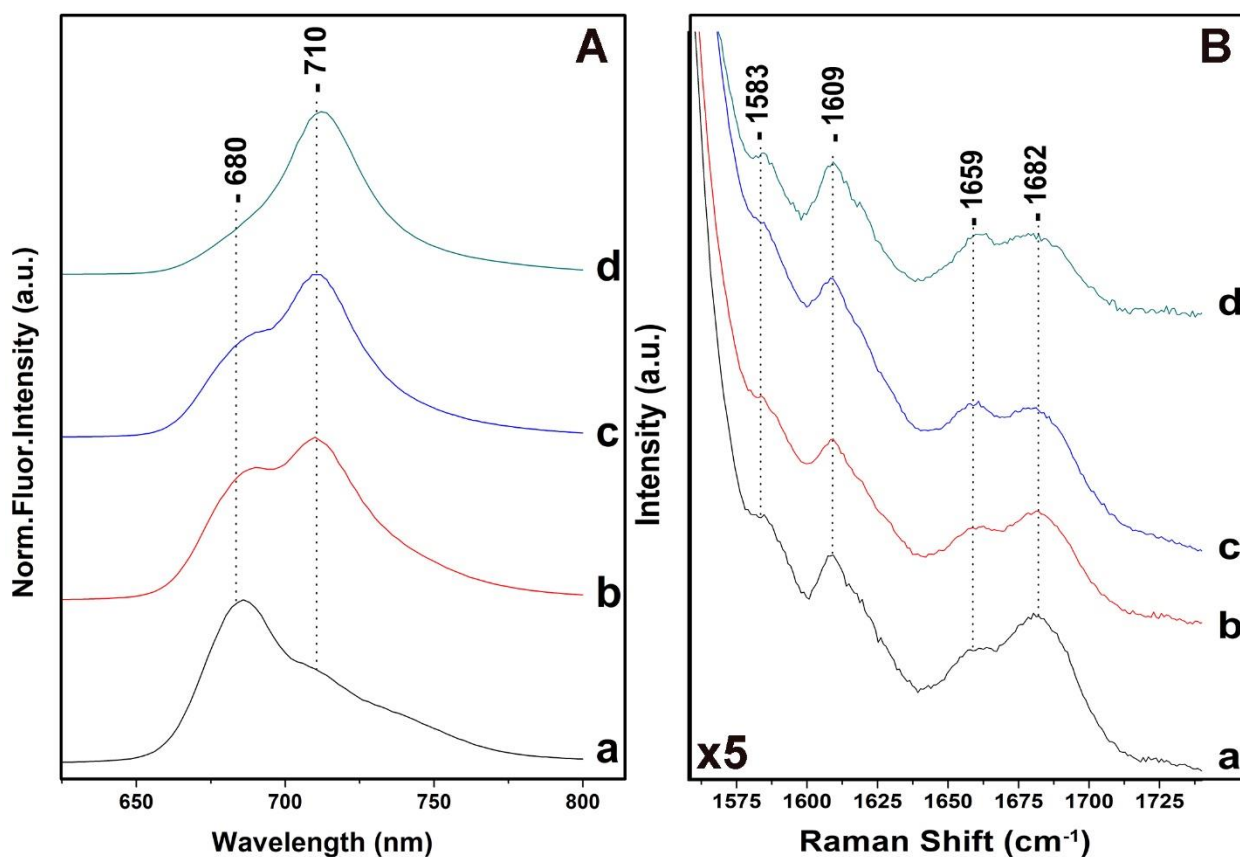 A
- 710
- 680
d
c
b
a
Norm.Fluor.Intensity (a.u.)
650
700
750
800
Wavelength (nm)
B
- 1583
- 1609
- 1659
- 1682
d
c
b
a
x5
Intensity (a.u.)
1575
1600
1625
1650
1675
1700
1725
Raman Shift (cm⁻¹)